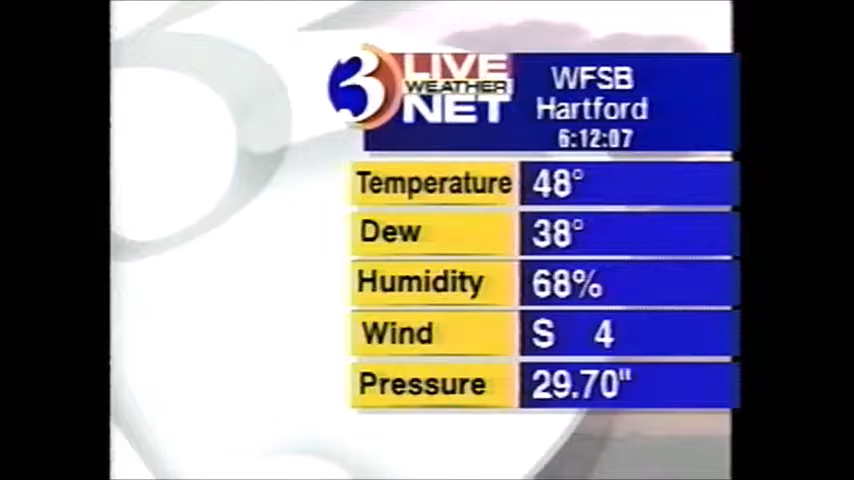 3 LIVE
WEATHER
NET
WFSB
Hartford
6:12:07
Temperature 48°
Dew 38°
Humidity 68%
Wind S 4
Pressure 29.70"